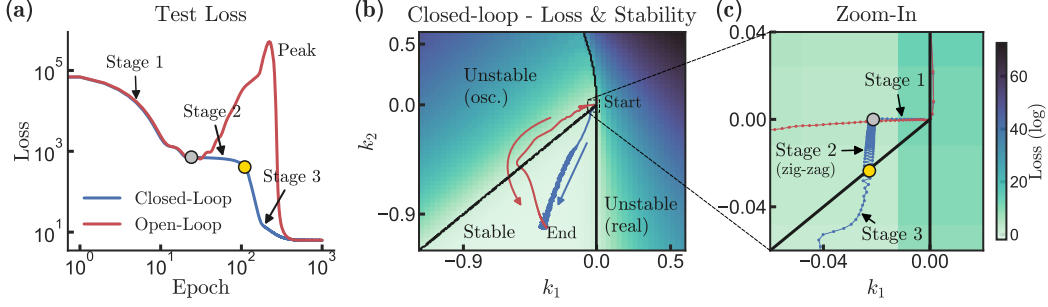 (a)
Test Loss
Loss
10^5
10^3
10^1
10^0
10^1
10^2
10^3
Epoch
Stage 1
Stage 2
Stage 3
Peak
Closed-Loop
Open-Loop
(b)
Closed-loop - Loss & Stability
k_2
0.5
0.0
−0.9
−0.9
0.0
0.5
k_1
Unstable
(osc.)
Start
Unstable
(real)
Stable
End
(c)
Zoom-In
0.04
0.00
−0.04
−0.04
0.00
k_1
Stage 1
Stage 2
(zig-zag)
Stage 3
60
40
20
0
Loss (log)